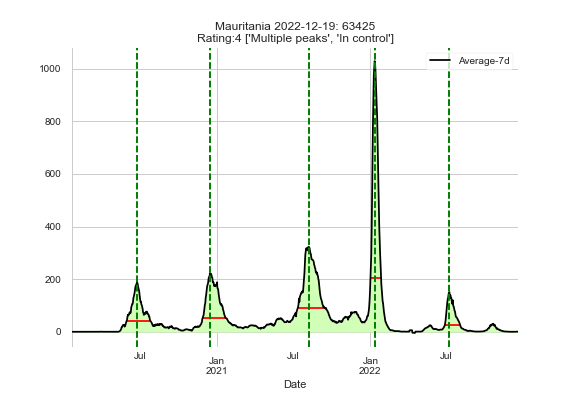 Mauritania 2022-12-19: 63425
Rating:4 ['Multiple peaks', 'In control']
Average-7d
1000
800
600
400
200
0
Jul
Jan
2021
Jul
Jan
2022
Jul
Date